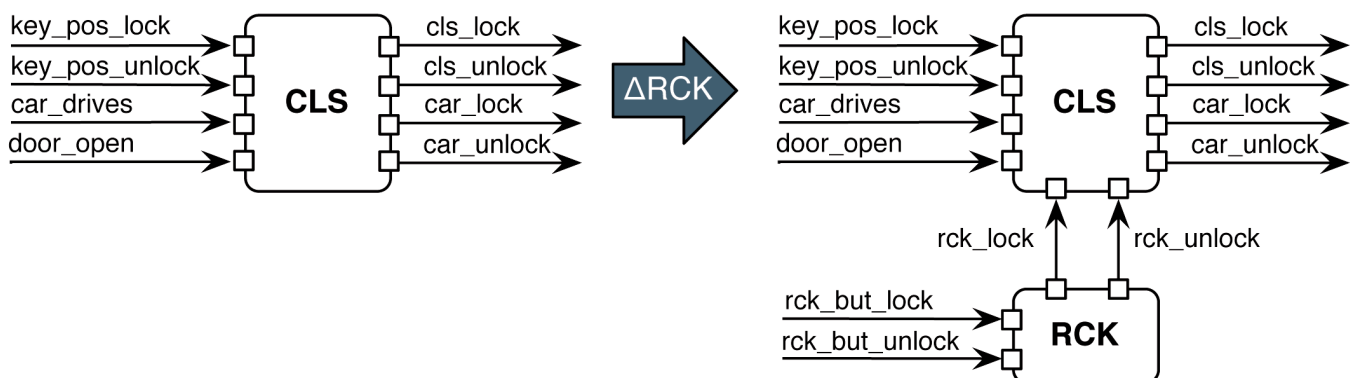 key_pos_lock
key_pos_unlock
car_drives
door_open
CLS
cls_lock
cls_unlock
car_lock
car_unlock
ΔRCK
key_pos_lock
key_pos_unlock
car_drives
door_open
CLS
cls_lock
cls_unlock
car_lock
car_unlock
rck_lock
rck_unlock
rck_but_lock
rck_but_unlock
RCK